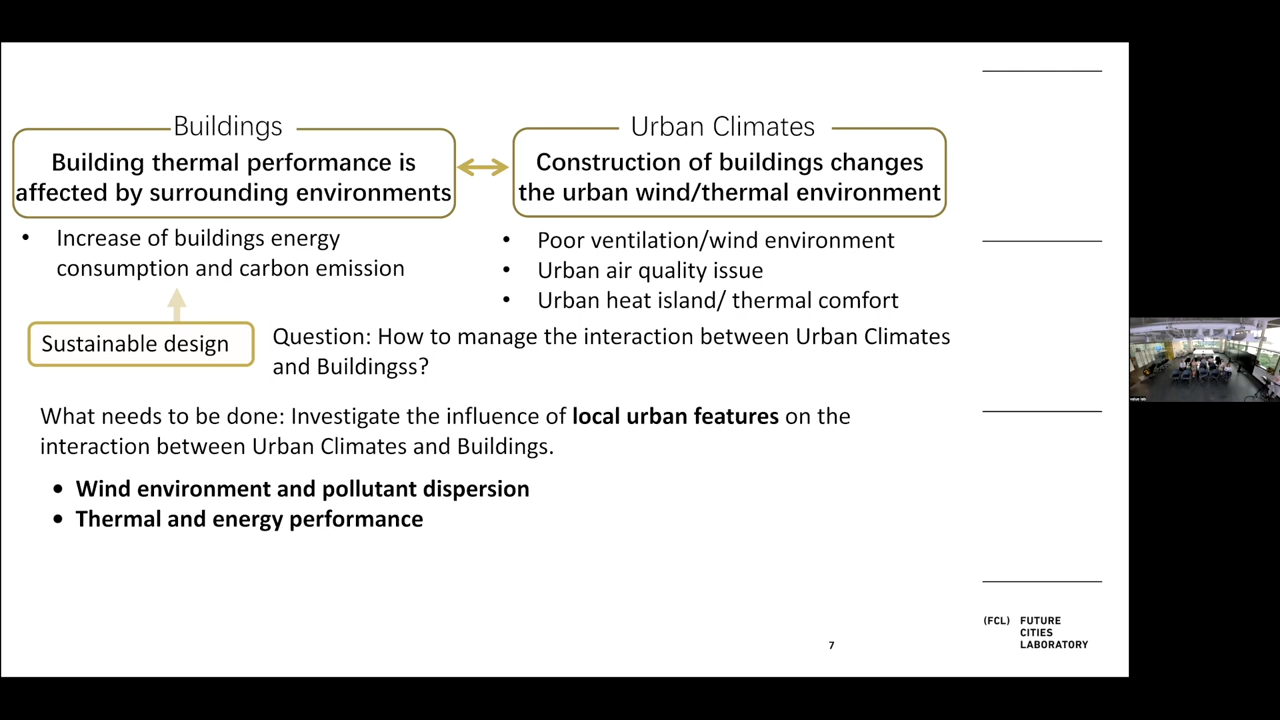 Buildings
Building thermal performance is
affected by surrounding environments
Urban Climates
Construction of buildings changes
the urban wind/thermal environment
• Increase of buildings energy
consumption and carbon emission
• Poor ventilation/wind environment
• Urban air quality issue
• Urban heat island/ thermal comfort
Sustainable design
Question: How to manage the interaction between Urban Climates
and Buildingss?
What needs to be done: Investigate the influence of local urban features on the
interaction between Urban Climates and Buildings.
• Wind environment and pollutant dispersion
• Thermal and energy performance
7
(FCL) FUTURE
CITIES
LABORATORY